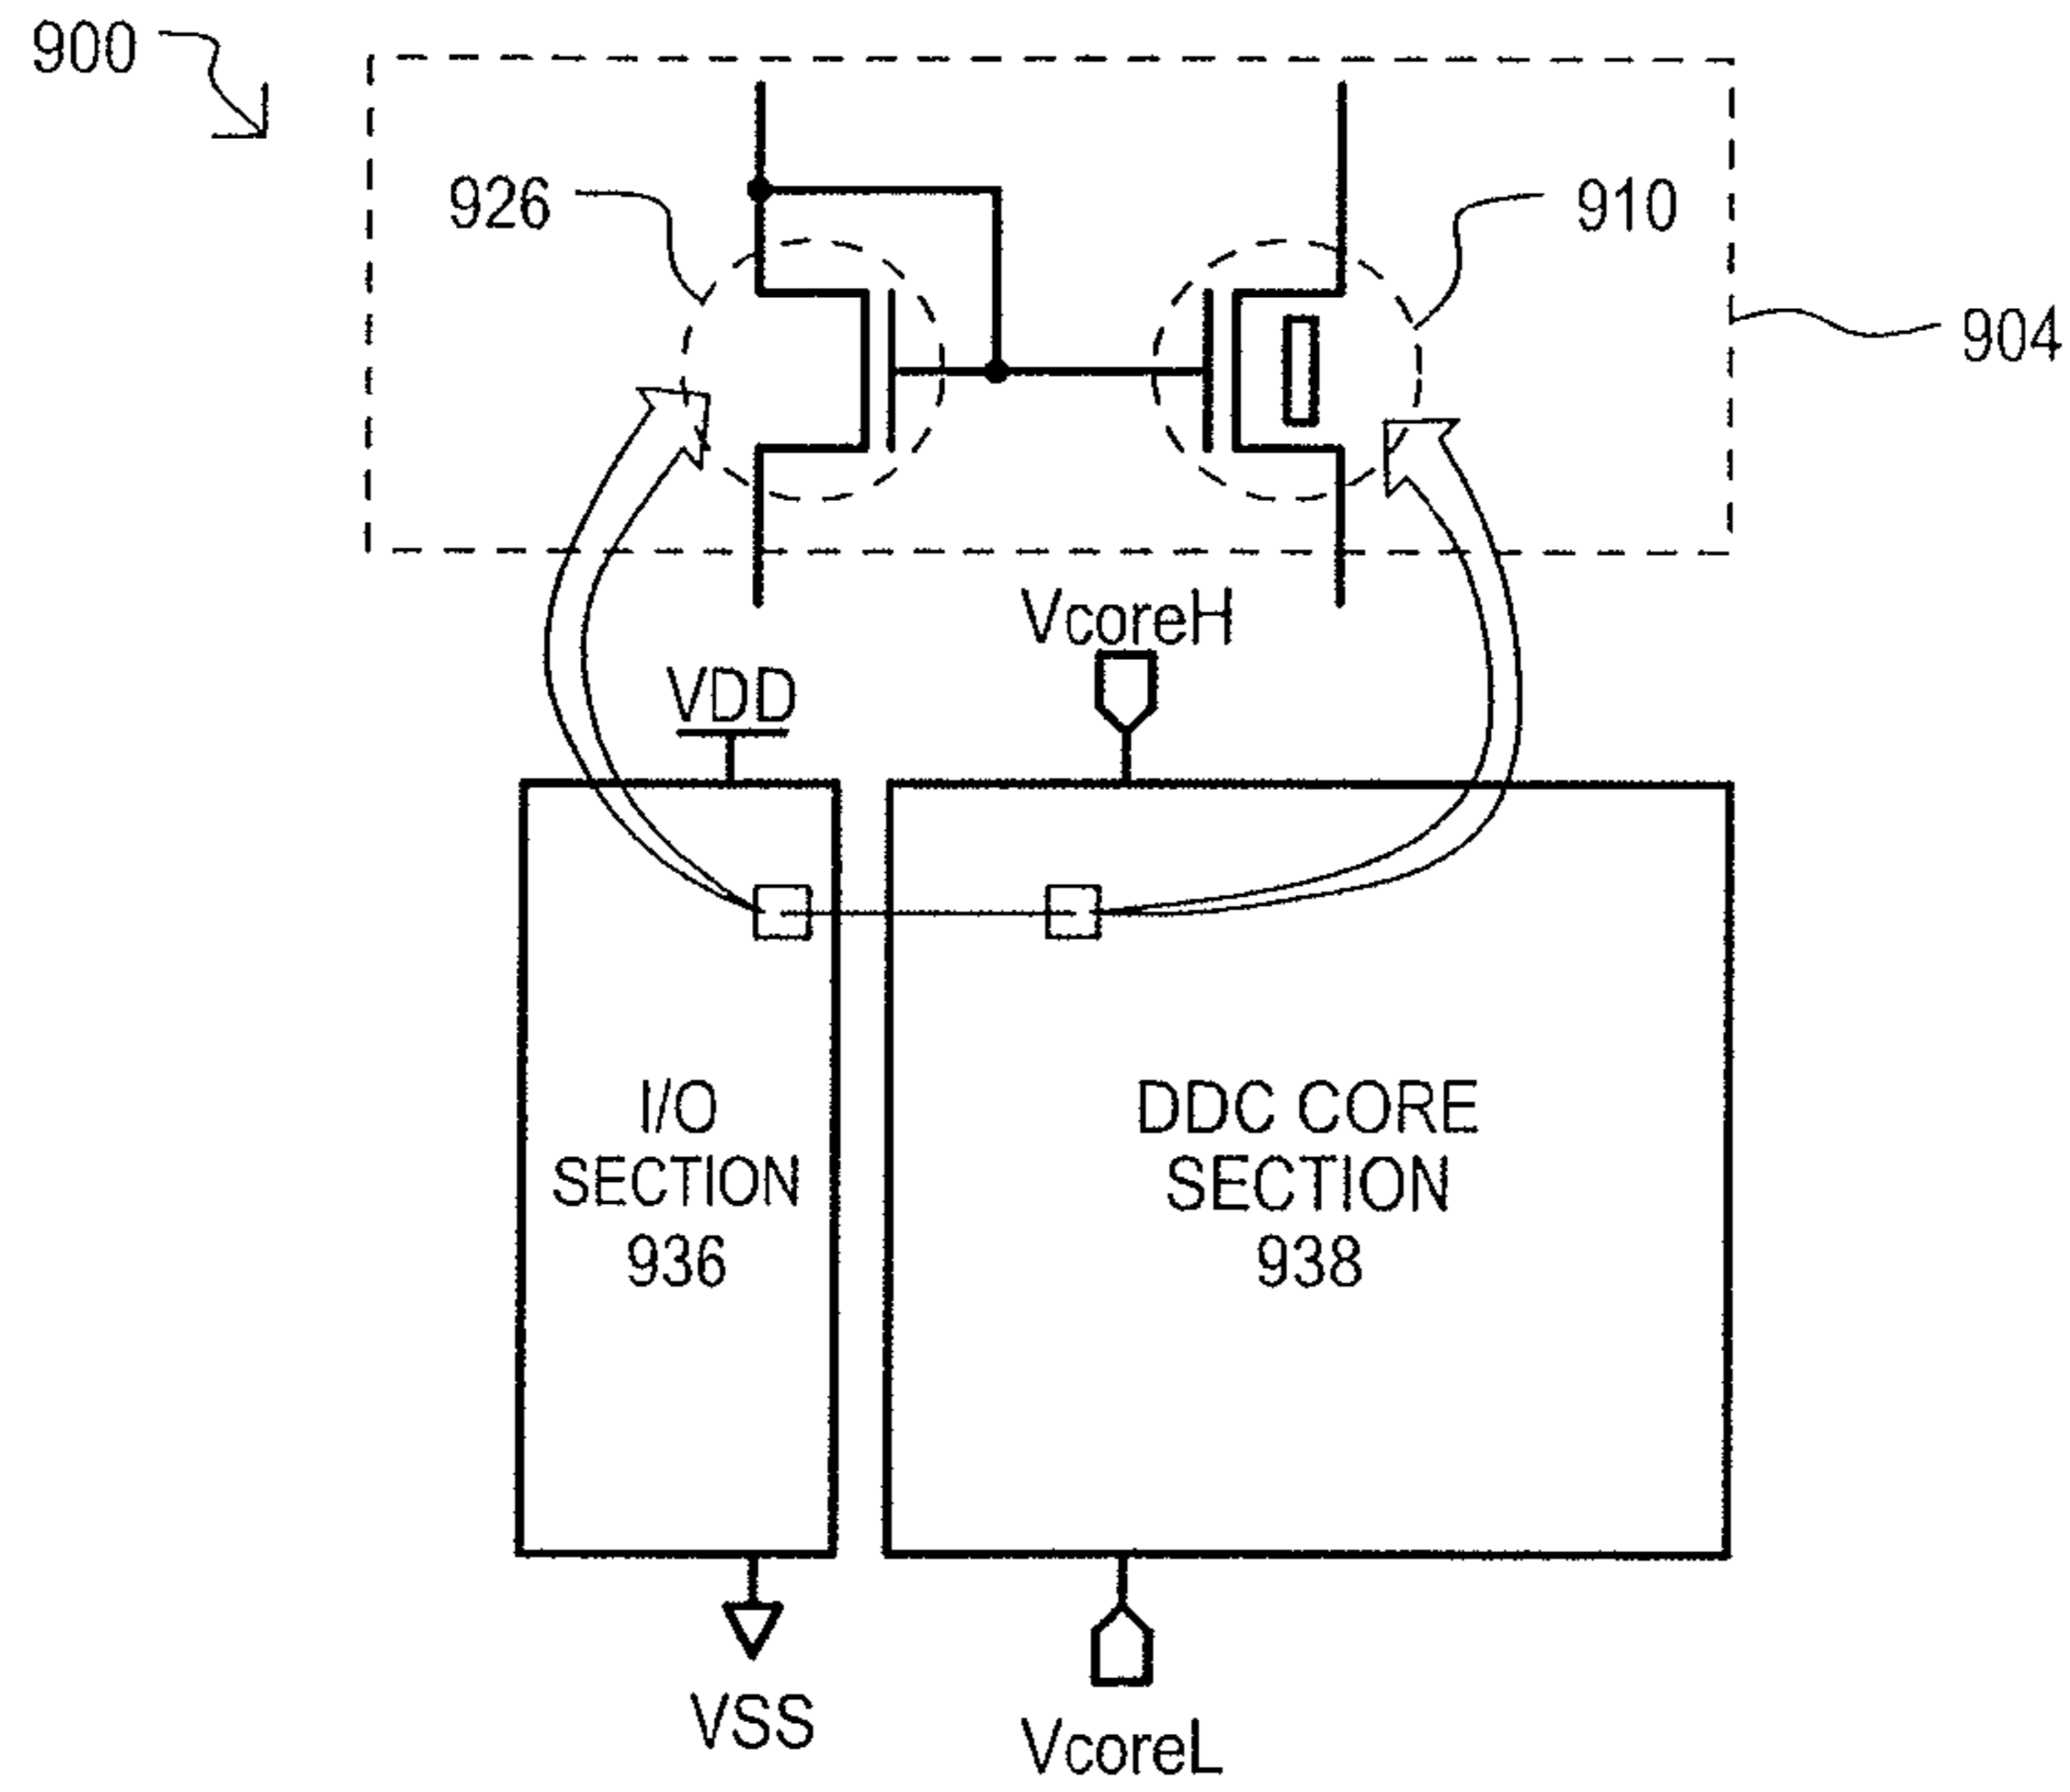 900
926
910
904
VcoreH
VDD
I/O
SECTION
936
DDC CORE
SECTION
938
VSS
VcoreL